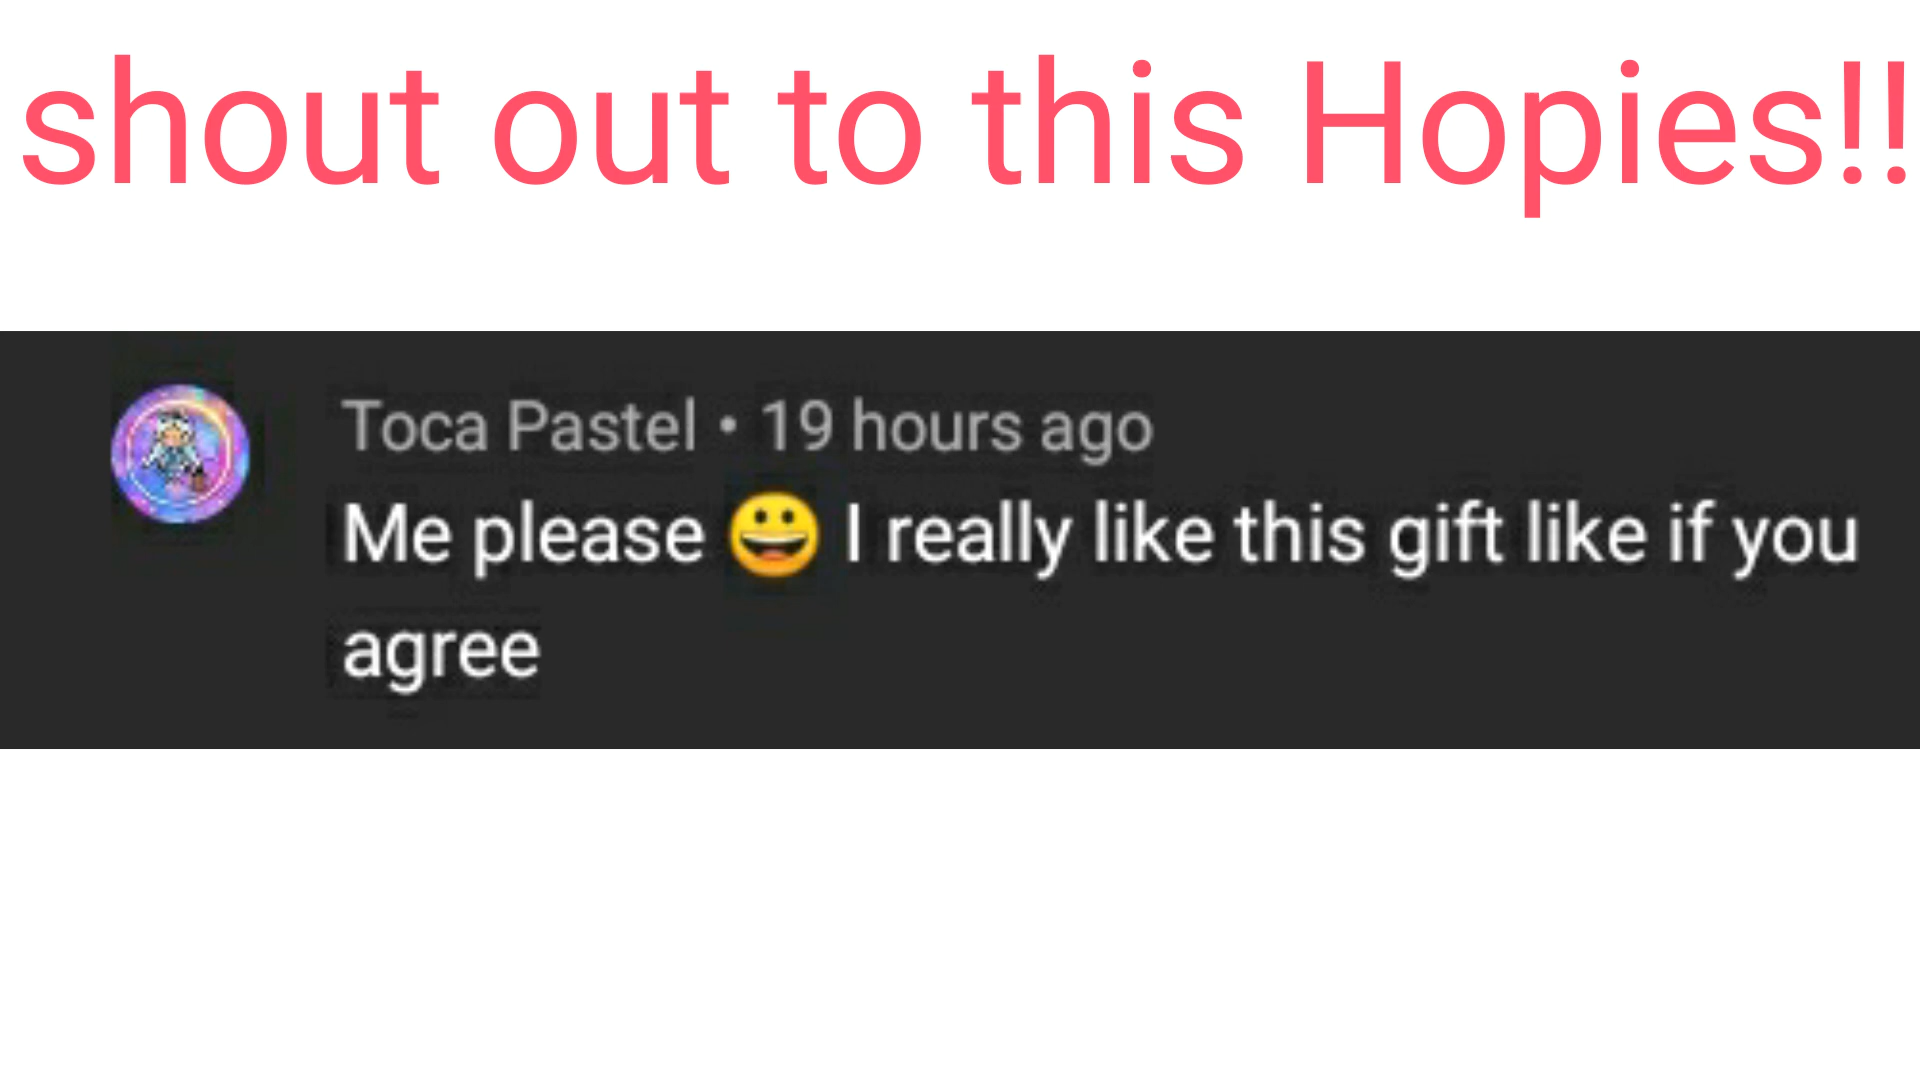 shout out to this Hopies!!
Toca Pastel • 19 hours ago
Me please 😀 I really like this gift like if you
agree